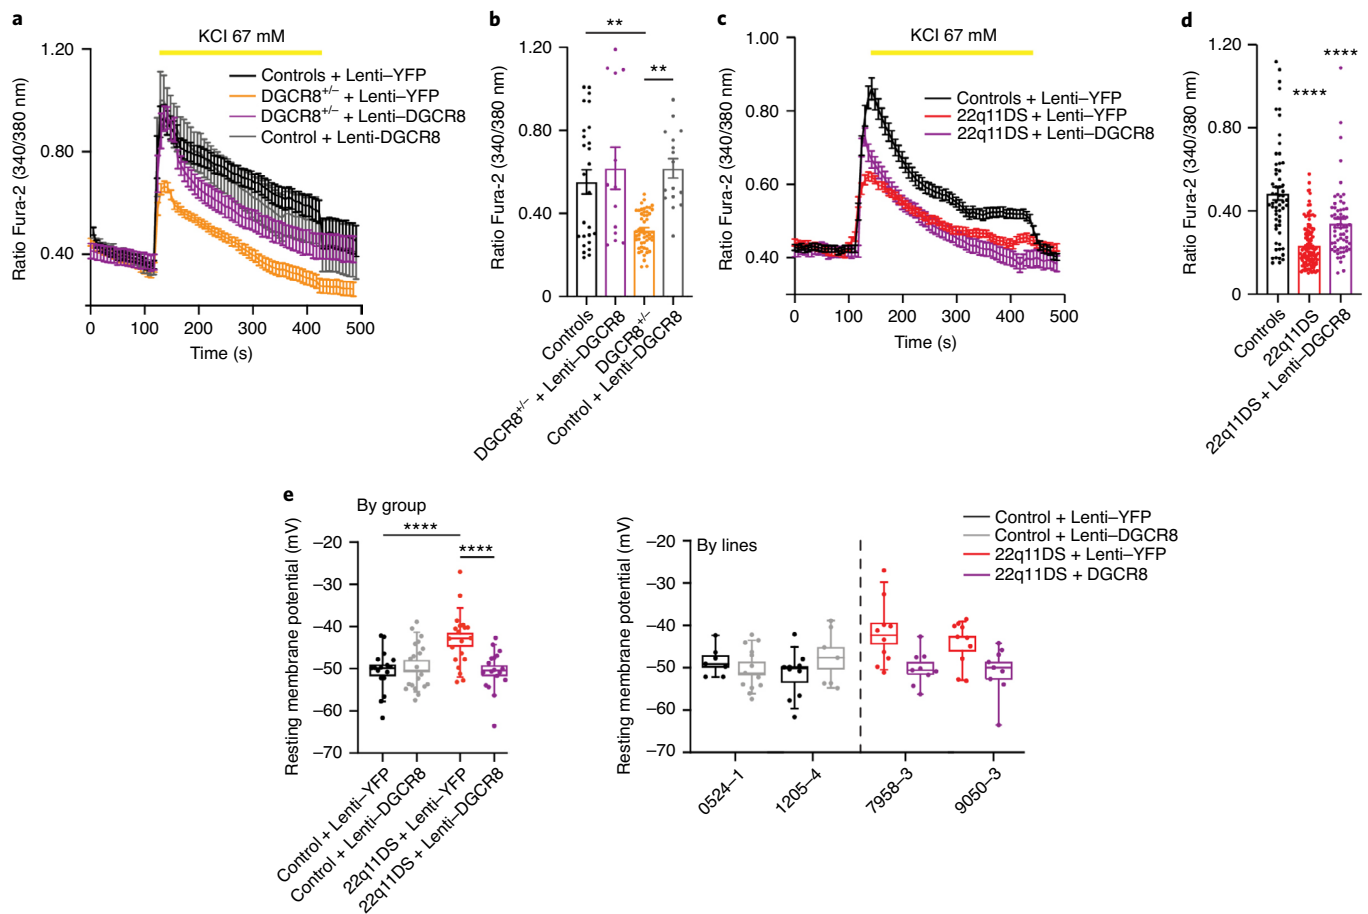 a
KCl 67 mM
Ratio Fura-2 (340/380 nm)
1.20
0.80
0.40
0
100
200
300
400
500
Time (s)
Controls + Lenti–YFP
DGCR8+/– + Lenti–YFP
DGCR8+/– + Lenti–DGCR8
Control + Lenti-DGCR8
b
**
**
Ratio Fura-2 (340/380 nm)
1.20
0.80
0.40
0
Controls
DGCR8+/– + Lenti–DGCR8
DGCR8+/–
Control + Lenti–DGCR8
c
KCl 67 mM
Ratio Fura-2 (340/380 nm)
1.00
0.80
0.60
0.40
0
100
200
300
400
500
Time (s)
Controls + Lenti–YFP
22q11DS + Lenti–YFP
22q11DS + Lenti–DGCR8
d
****
****
Ratio Fura-2 (340/380 nm)
1.20
0.80
0.40
0
Controls
22q11DS
22q11DS + Lenti–DGCR8
e
By group
****
****
Resting membrane potential (mV)
–20
–30
–40
–50
–60
–70
Control + Lenti–YFP
Control + Lenti–DGCR8
22q11DS + Lenti–YFP
22q11DS + Lenti–DGCR8
By lines
Resting membrane potential (mV)
–20
–30
–40
–50
–60
–70
0524–1
1205–4
7958–3
9050–3
Control + Lenti–YFP
Control + Lenti–DGCR8
22q11DS + Lenti–YFP
22q11DS + DGCR8